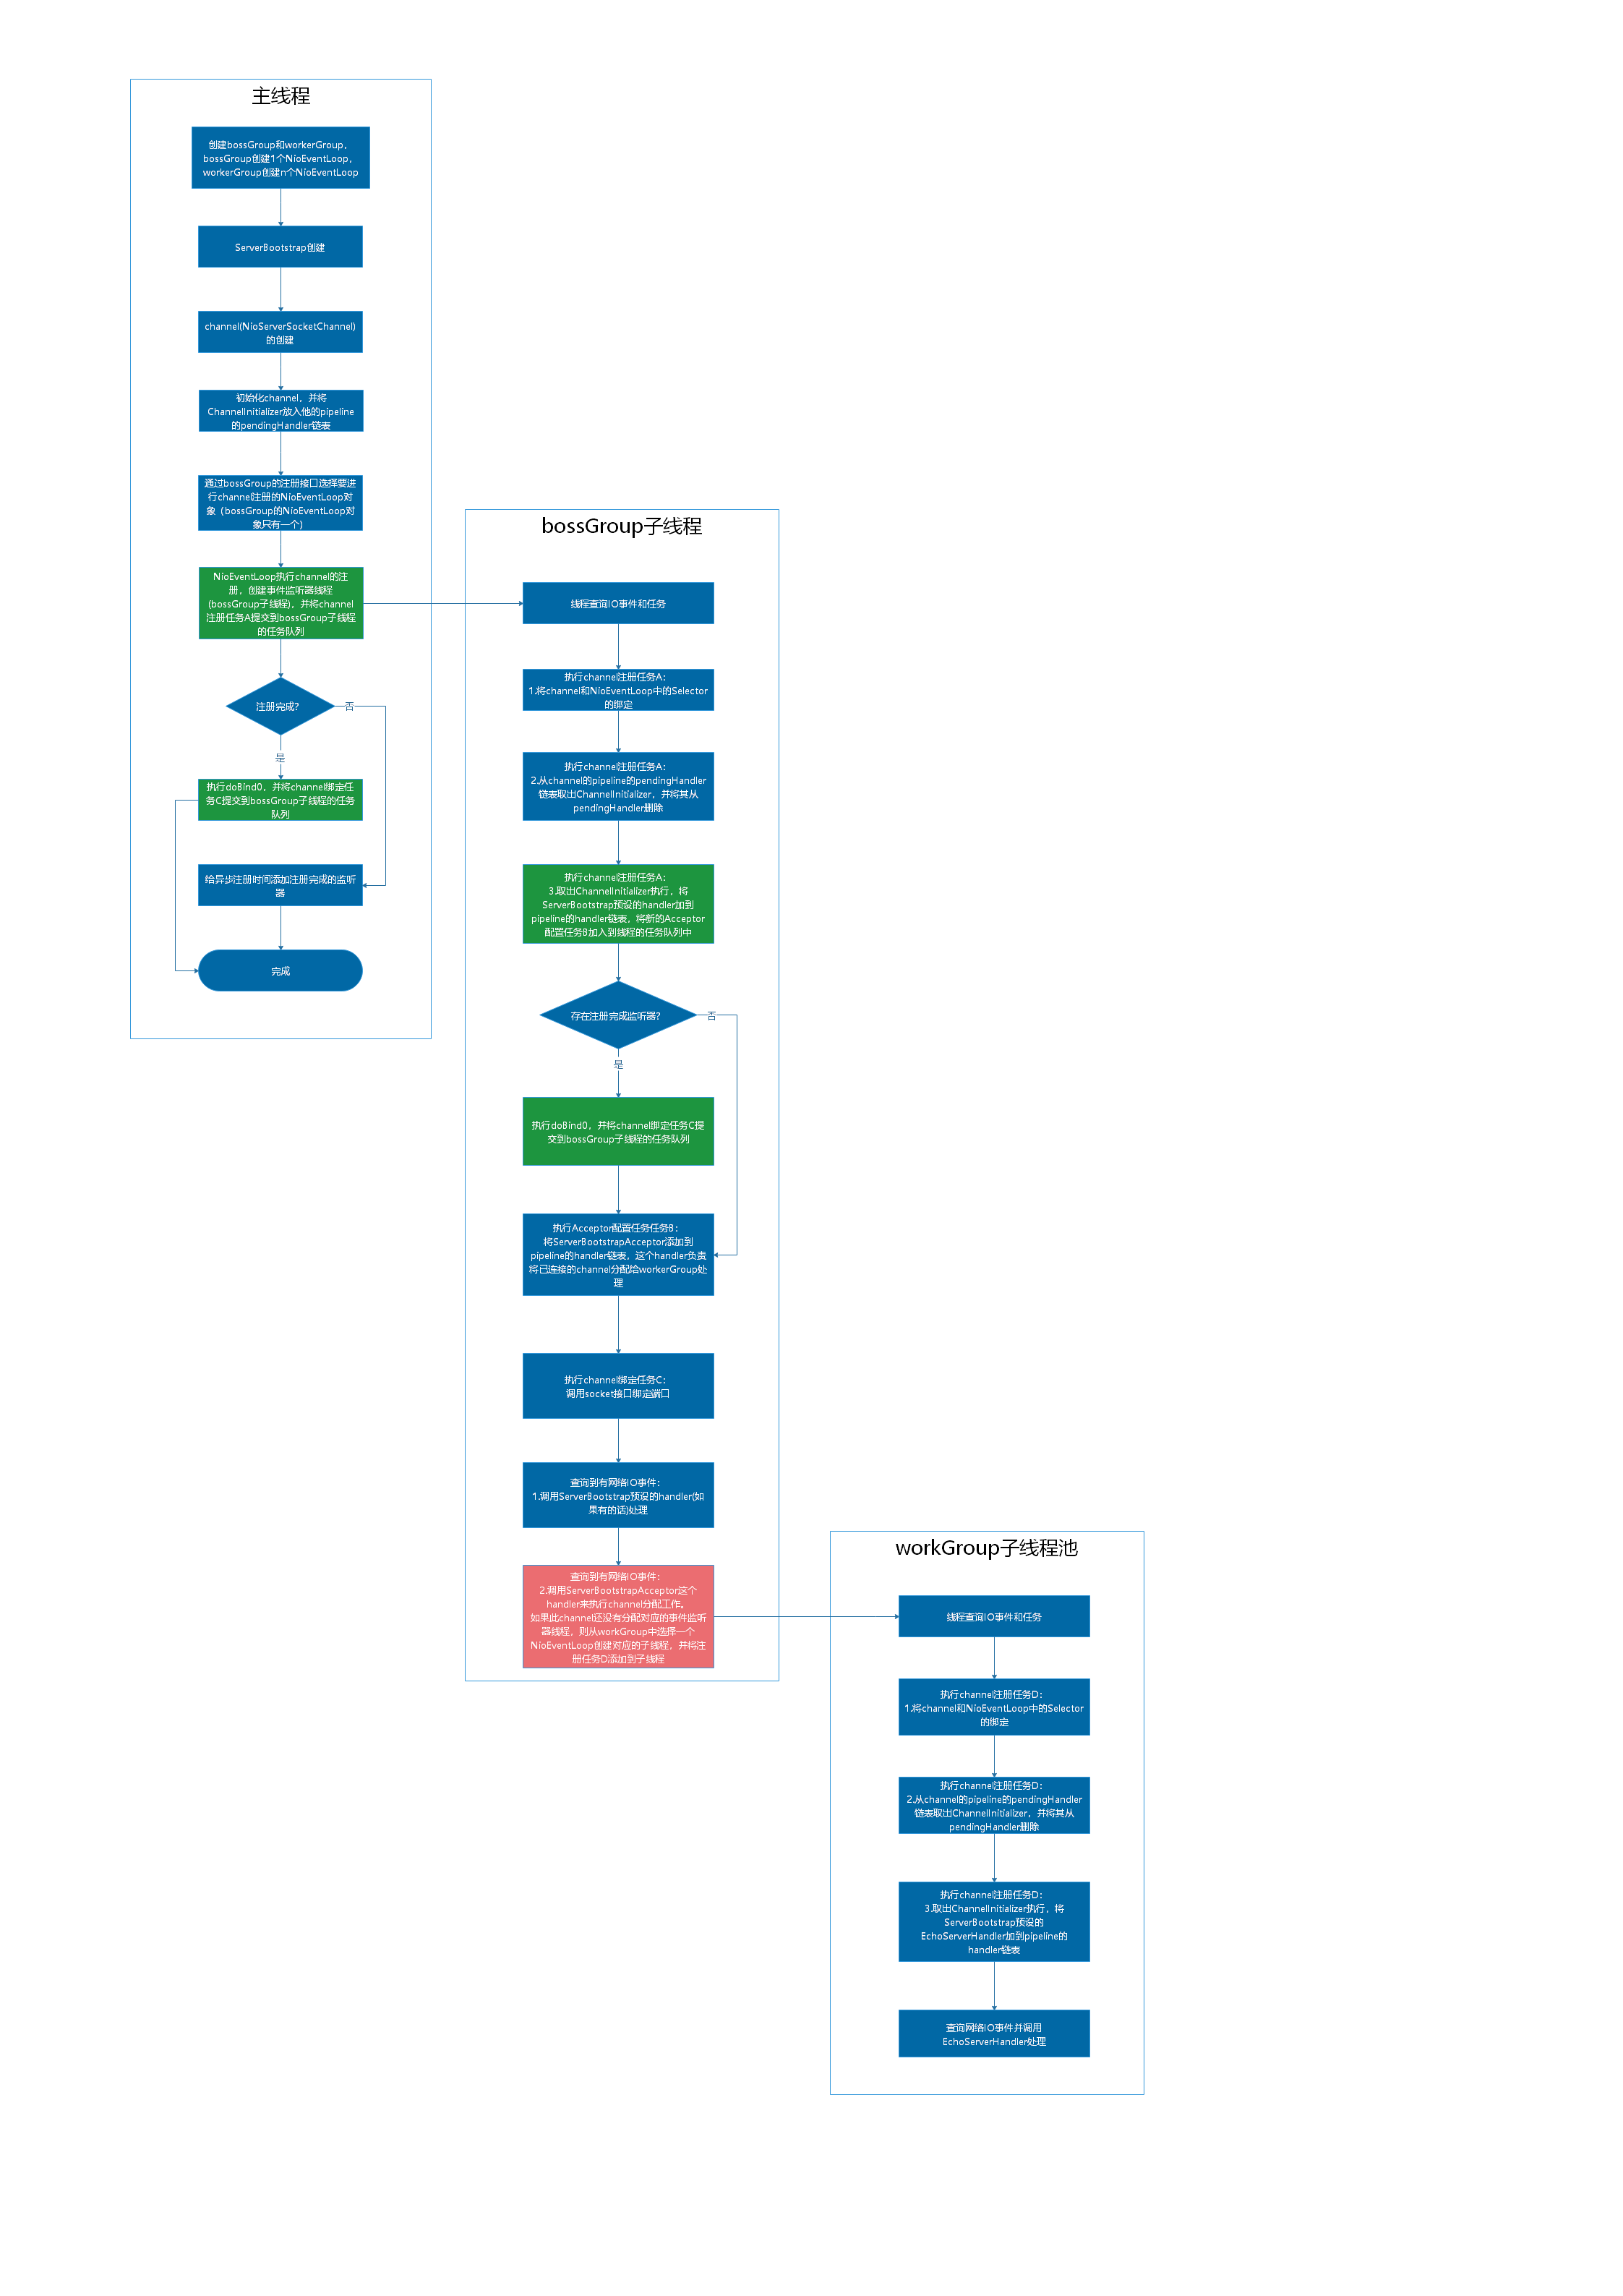 主线程
创建bossGroup和workerGroup，
bossGroup创建1个NioEventLoop，
workerGroup创建n个NioEventLoop
ServerBootstrap创建
channel(NioServerSocketChannel)
的创建
初始化channel，并将
ChannelInitializer放入他的pipeline
的pendingHandler链表
通过bossGroup的注册接口选择要进
行channel注册的NioEventLoop对
象（bossGroup的NioEventLoop对
象只有一个）
NioEventLoop执行channel的注
册，创建事件监听器线程
(bossGroup子线程)，并将channel
注册任务A提交到bossGroup子线程
的任务队列
注册完成?
否
是
执行doBind0，并将channel绑定任
务C提交到bossGroup子线程的任务
队列
给异步注册时间添加注册完成的监听
器
完成
bossGroup子线程
线程查询IO事件和任务
执行channel注册任务A：
1.将channel和NioEventLoop中的Selector
的绑定
执行channel注册任务A：
2.从channel的pipeline的pendingHandler
链表取出ChannelInitializer，并将其从
pendingHandler删除
执行channel注册任务A：
3.取出ChannelInitializer执行，将
ServerBootstrap预设的handler加到
pipeline的handler链表，将新的Acceptor
配置任务B加入到线程的任务队列中
存在注册完成监听器?
否
是
执行doBind0，并将channel绑定任务C提
交到bossGroup子线程的任务队列
执行Acceptor配置任务任务B：
将ServerBootstrapAcceptor添加到
pipeline的handler链表，这个handler负责
将已连接的channel分配给workerGroup处
理
执行channel绑定任务C：
调用socket接口绑定端口
查询到有网络IO事件：
1.调用ServerBootstrap预设的handler(如
果有的话)处理
查询到有网络IO事件：
2.调用ServerBootstrapAcceptor这个
handler来执行channel分配工作。
如果此channel还没有分配对应的事件监听
器线程，则从workGroup中选择一个
NioEventLoop创建对应的子线程，并将注
册任务D添加到子线程
workGroup子线程池
线程查询IO事件和任务
执行channel注册任务D：
1.将channel和NioEventLoop中的Selector
的绑定
执行channel注册任务D：
2.从channel的pipeline的pendingHandler
链表取出ChannelInitializer，并将其从
pendingHandler删除
执行channel注册任务D：
3.取出ChannelInitializer执行，将
ServerBootstrap预设的
EchoServerHandler加到pipeline的
handler链表
查询网络IO事件并调用
EchoServerHandler处理